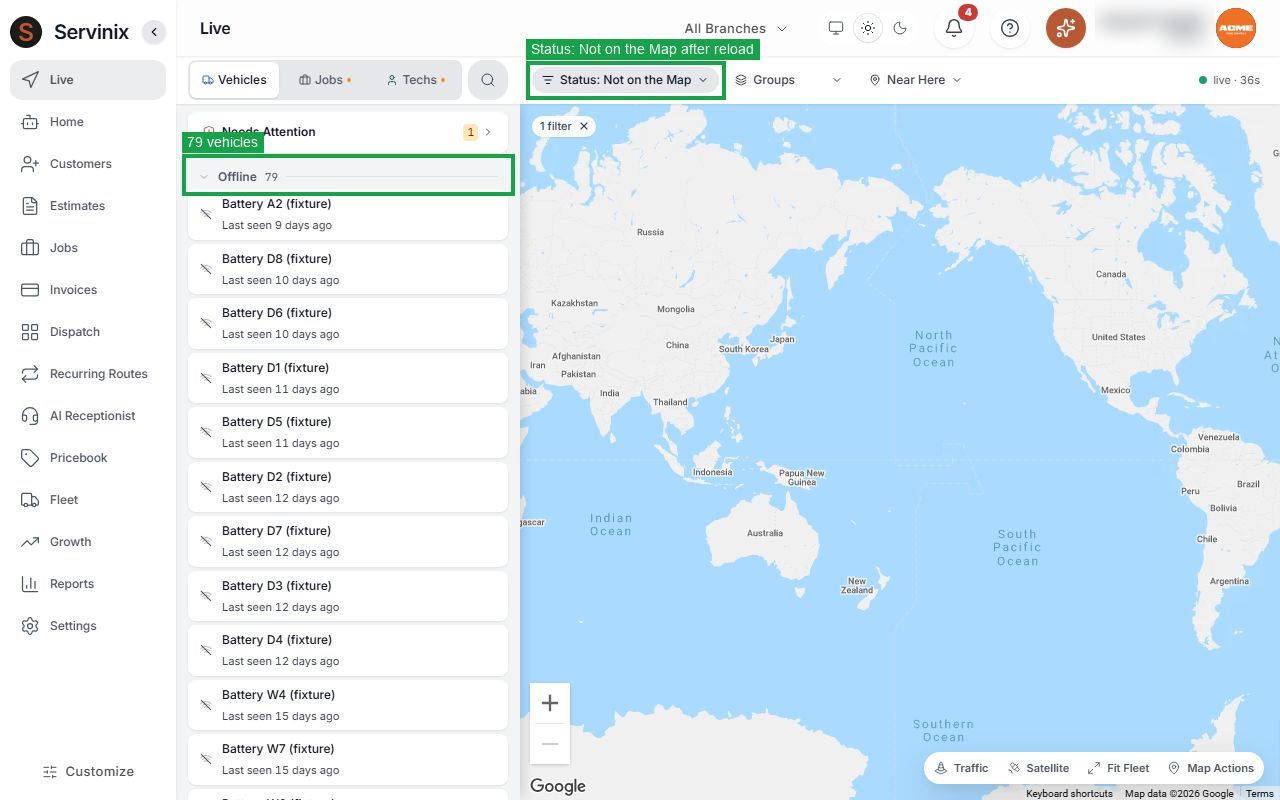 Servinix
Live
All Branches
4
ACME
Live
Home
Customers
Estimates
Jobs
Invoices
Dispatch
Recurring Routes
AI Receptionist
Pricebook
Fleet
Growth
Reports
Settings
Customize
Vehicles
Jobs
Techs
Status: Not on the Map after reload
Status: Not on the Map
Groups
Near Here
live · 36s
Needs Attention
1
79 vehicles
Offline 79
Battery A2 (fixture)
Last seen 9 days ago
Battery D8 (fixture)
Last seen 10 days ago
Battery D6 (fixture)
Last seen 10 days ago
Battery D1 (fixture)
Last seen 11 days ago
Battery D5 (fixture)
Last seen 11 days ago
Battery D2 (fixture)
Last seen 12 days ago
Battery D7 (fixture)
Last seen 12 days ago
Battery D3 (fixture)
Last seen 12 days ago
Battery D4 (fixture)
Last seen 12 days ago
Battery W4 (fixture)
Last seen 15 days ago
Battery W7 (fixture)
Last seen 15 days ago
1 filter
Russia
Canada
Kazakhstan
Mongolia
North
Pacific
Ocean
United States
China
Japan
South Korea
Afghanistan
Iran
Pakistan
India
Thailand
Mexico
Venezuela
Colombia
Indonesia
Papua New
Guinea
Peru
Brazil
Bolivia
Indian
Ocean
Australia
South
Pacific
Ocean
Chile
New
Zealand
Argentina
Southern
Ocean
Traffic
Satellite
Fit Fleet
Map Actions
Google
Keyboard shortcuts
Map data ©2026 Google
Terms